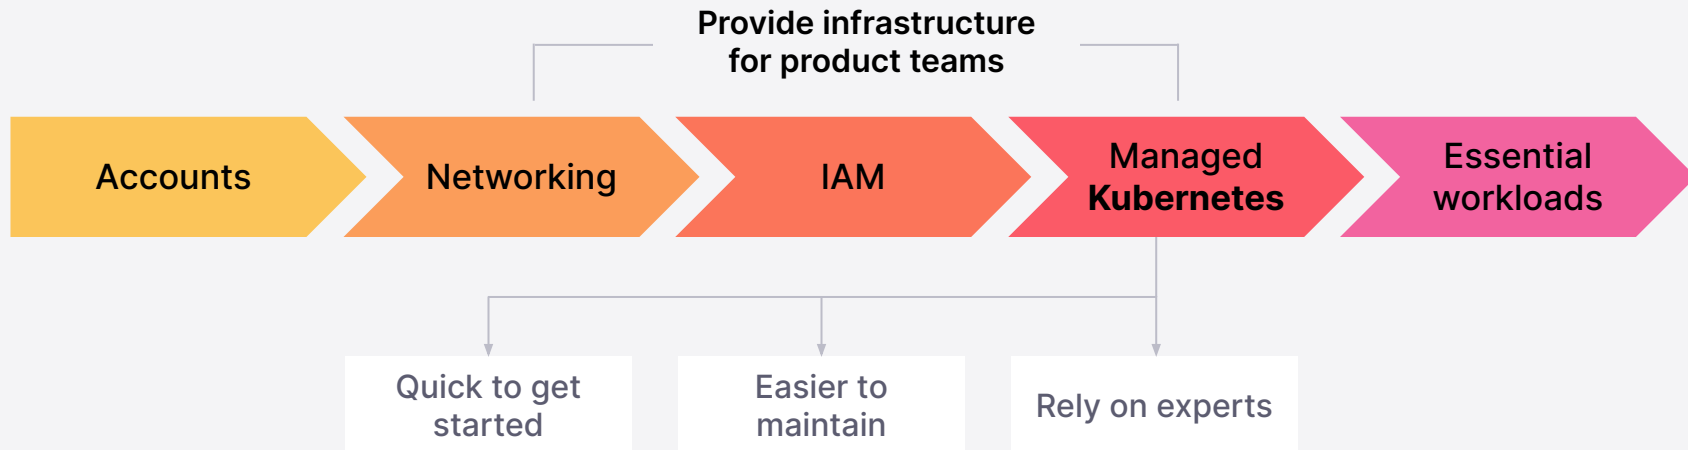 Provide infrastructure
for product teams
Accounts
Networking
IAM
Managed
Kubernetes
Essential
workloads
Quick to get
started
Easier to
maintain
Rely on experts